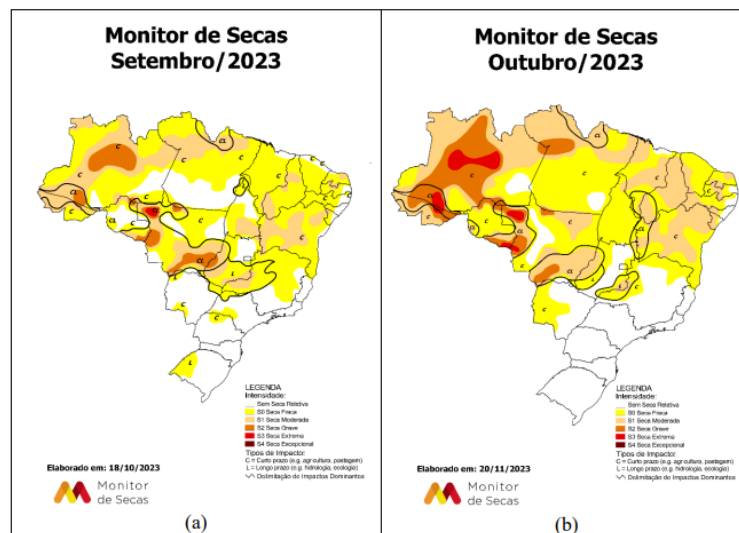 Monitor de Secas
Setembro/2023
LEGENDA
Intensidade:
Sem Seca Relativa
S0 Seca Fraca
S1 Seca Moderada
S2 Seca Grave
S3 Seca Extrema
S4 Seca Excepcional
Tipos de Impacto:
C = Curto prazo (e.g. agricultura, pastagem)
L = Longo prazo (e.g. hidrologia, ecologia)
Delimitação de Impactos Dominantes
Elaborado em: 18/10/2023
Monitor
de Secas
(a)
Monitor de Secas
Outubro/2023
LEGENDA
Intensidade:
Sem Seca Relativa
S0 Seca Fraca
S1 Seca Moderada
S2 Seca Grave
S3 Seca Extrema
S4 Seca Excepcional
Tipos de Impacto:
C = Curto prazo (e.g. agricultura, pastagem)
L = Longo prazo (e.g. hidrologia, ecologia)
Delimitação de Impactos Dominantes
Elaborado em: 20/11/2023
Monitor
de Secas
(b)